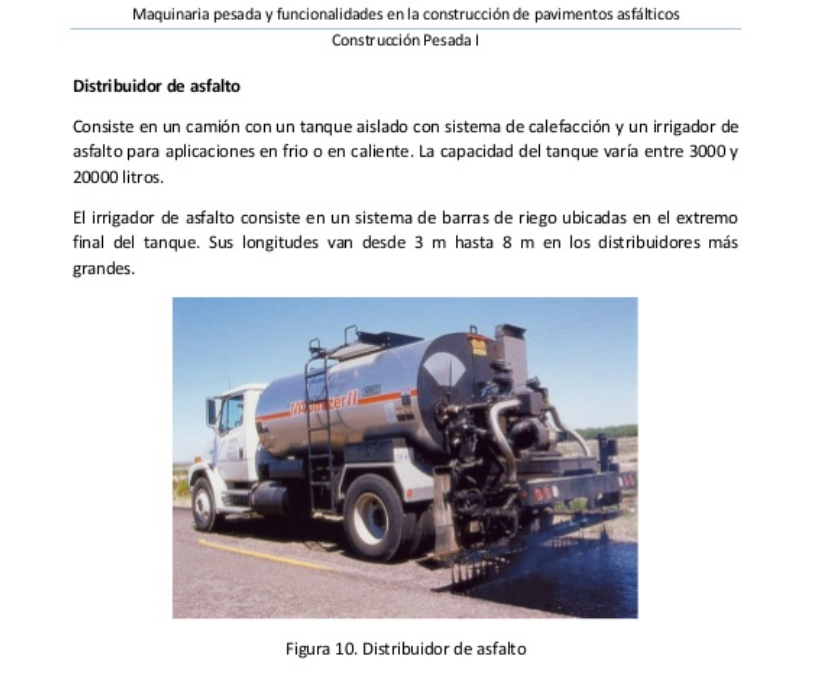 Maquinaria pesada y funcionalidades en la construcción de pavimentos asfálticos
Construcción Pesada I
Distribuidor de asfalto
Consiste en un camión con un tanque aislado con sistema de calefacción y un irrigador de
asfalto para aplicaciones en frio o en caliente. La capacidad del tanque varía entre 3000 y
20000 litros.
El irrigador de asfalto consiste en un sistema de barras de riego ubicadas en el extremo
final del tanque. Sus longitudes van desde 3 m hasta 8 m en los distribuidores más
grandes.
Figura 10. Distribuidor de asfalto